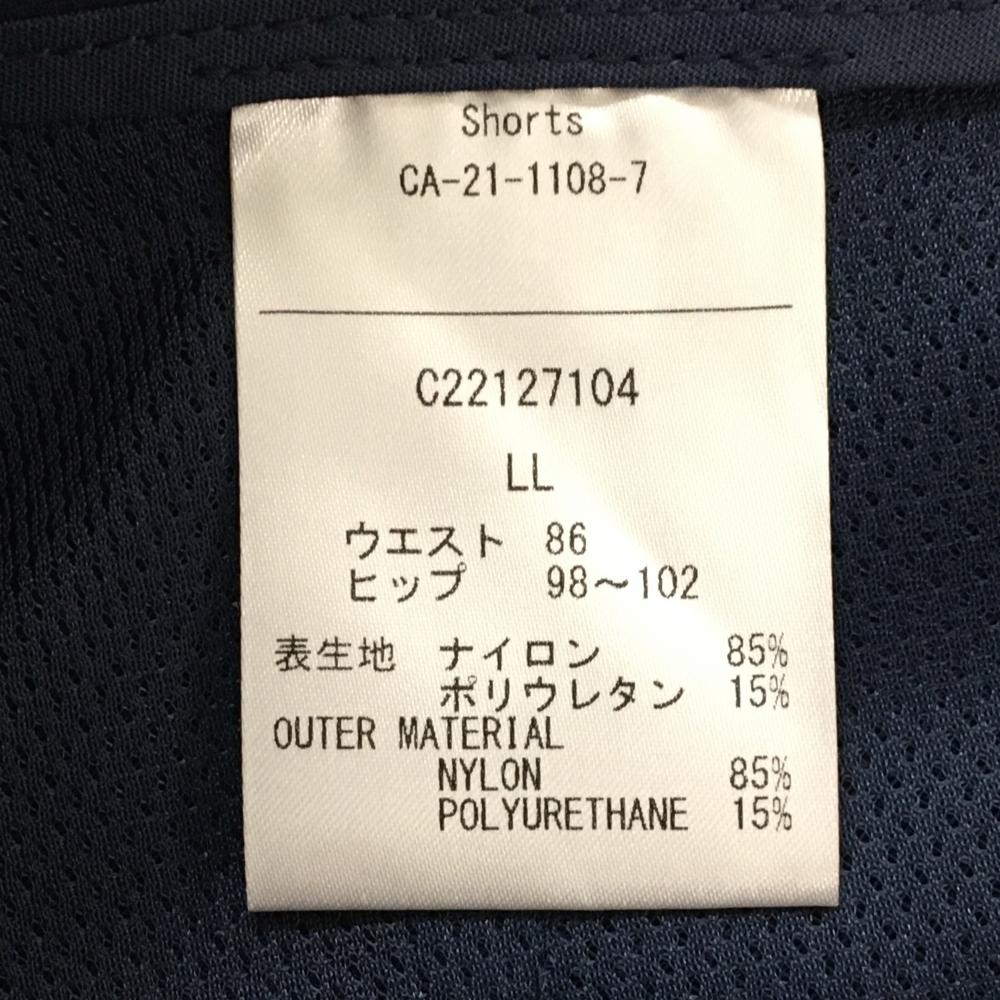 Shorts
CA-21-1108-7
C22127104
LL
ウエスト 86
ヒップ 98～102
表生地 ナイロン 85%
ポリウレタン 15%
OUTER MATERIAL
NYLON 85%
POLYURETHANE 15%